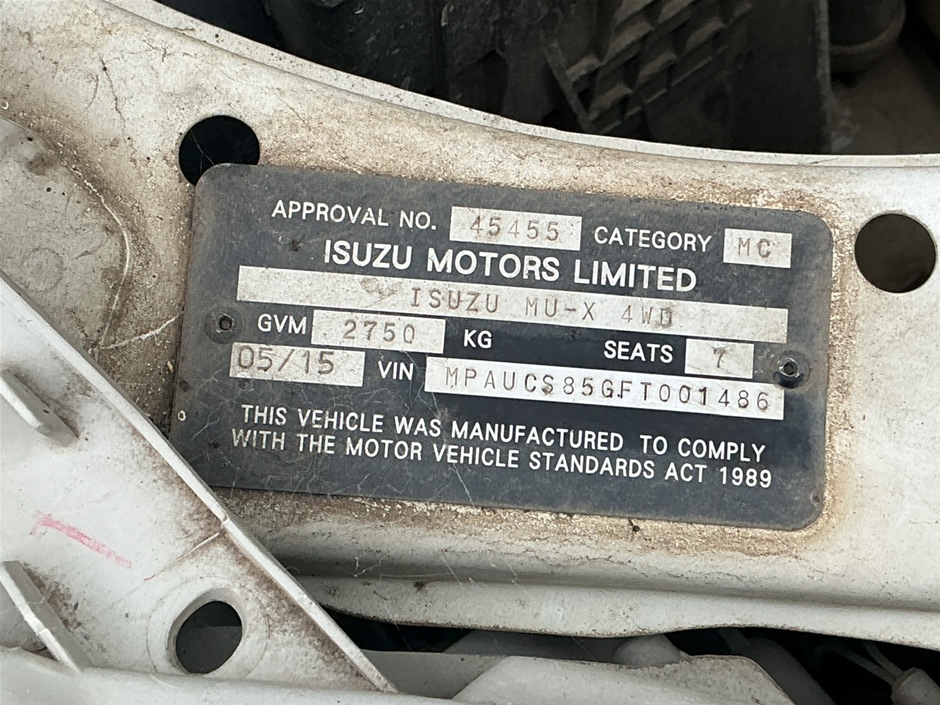 APPROVAL NO. 45455 CATEGORY MC
ISUZU MOTORS LIMITED
ISUZU MU-X 4WD
GVM 2750 KG SEATS 7
05/15 VIN MPAUCS85GFT001486
THIS VEHICLE WAS MANUFACTURED TO COMPLY
WITH THE MOTOR VEHICLE STANDARDS ACT 1989